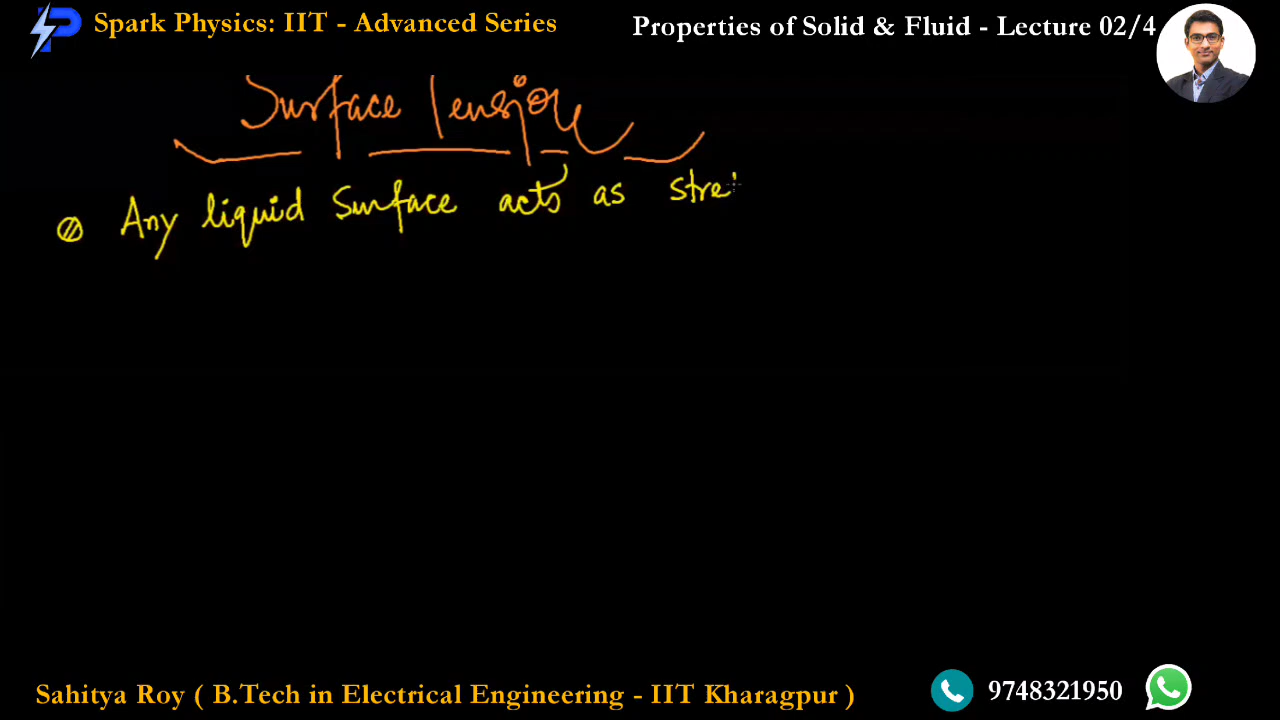 Spark Physics: IIT - Advanced Series
Properties of Solid & Fluid - Lecture 02/4
Surface Tension
Any liquid Surface acts as stre
Sahitya Roy ( B.Tech in Electrical Engineering - IIT Kharagpur )
9748321950